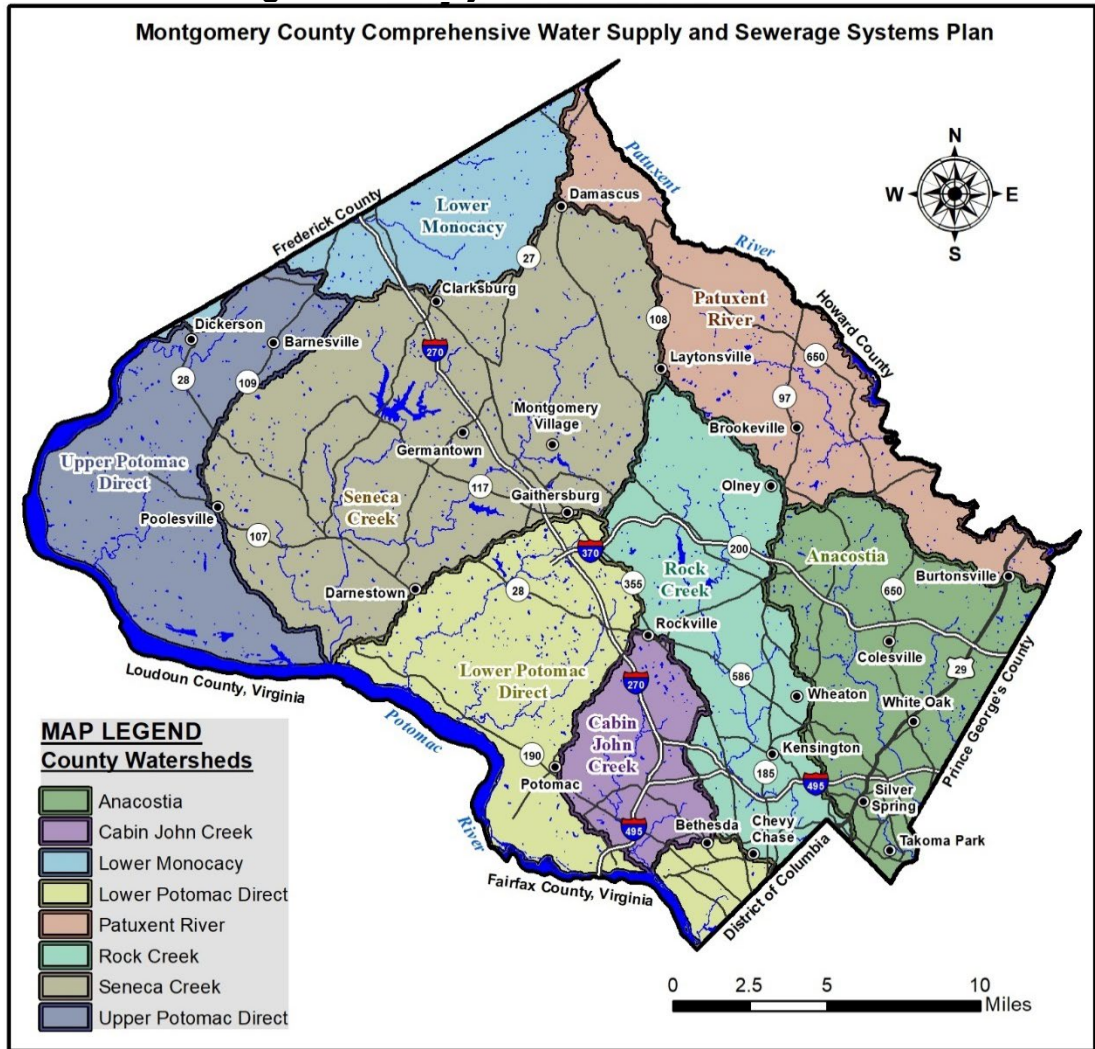 Montgomery County Comprehensive Water Supply and Sewerage Systems Plan
N
W
E
S
Patuxent
River
Damascus
Lower
Monocacy
Frederick County
27
Clarksburg
Howard County
Patuxent
River
108
650
Dickerson
Barnesville
270
28
109
Laytonsville
97
Montgomery
Village
Germantown
Brookeville
Upper Potomac
Direct
Seneca
Creek
117
Gaithersburg
Olney
Poolesville
107
370
200
Anacostia
Rock
Creek
Burtonsville
Darnestown
28
355
650
Rockville
Colesville
29
Lower Potomac
Direct
270
586
Wheaton
White Oak
Loudoun County, Virginia
Potomac
River
Cabin
John
Creek
Kensington
190
Potomac
185
495
Silver
Spring
Prince George's County
495
Bethesda
Chevy
Chase
Takoma Park
Fairfax County, Virginia
District of Columbia
MAP LEGEND
County Watersheds
Anacostia
Cabin John Creek
Lower Monocacy
Lower Potomac Direct
Patuxent River
Rock Creek
Seneca Creek
Upper Potomac Direct
0 2.5 5 10
Miles